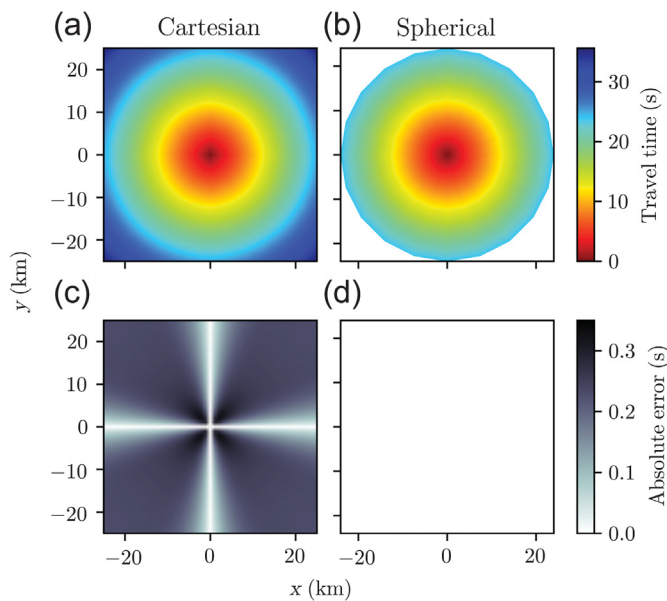 (a) Cartesian (b) Spherical
20
10
0
−10
−20
30
20
10
0
Travel time (s)
y (km)
(c) (d)
20
10
0
−10
−20
0.3
0.2
0.1
0.0
Absolute error (s)
−20 0 20 −20 0 20
x (km)